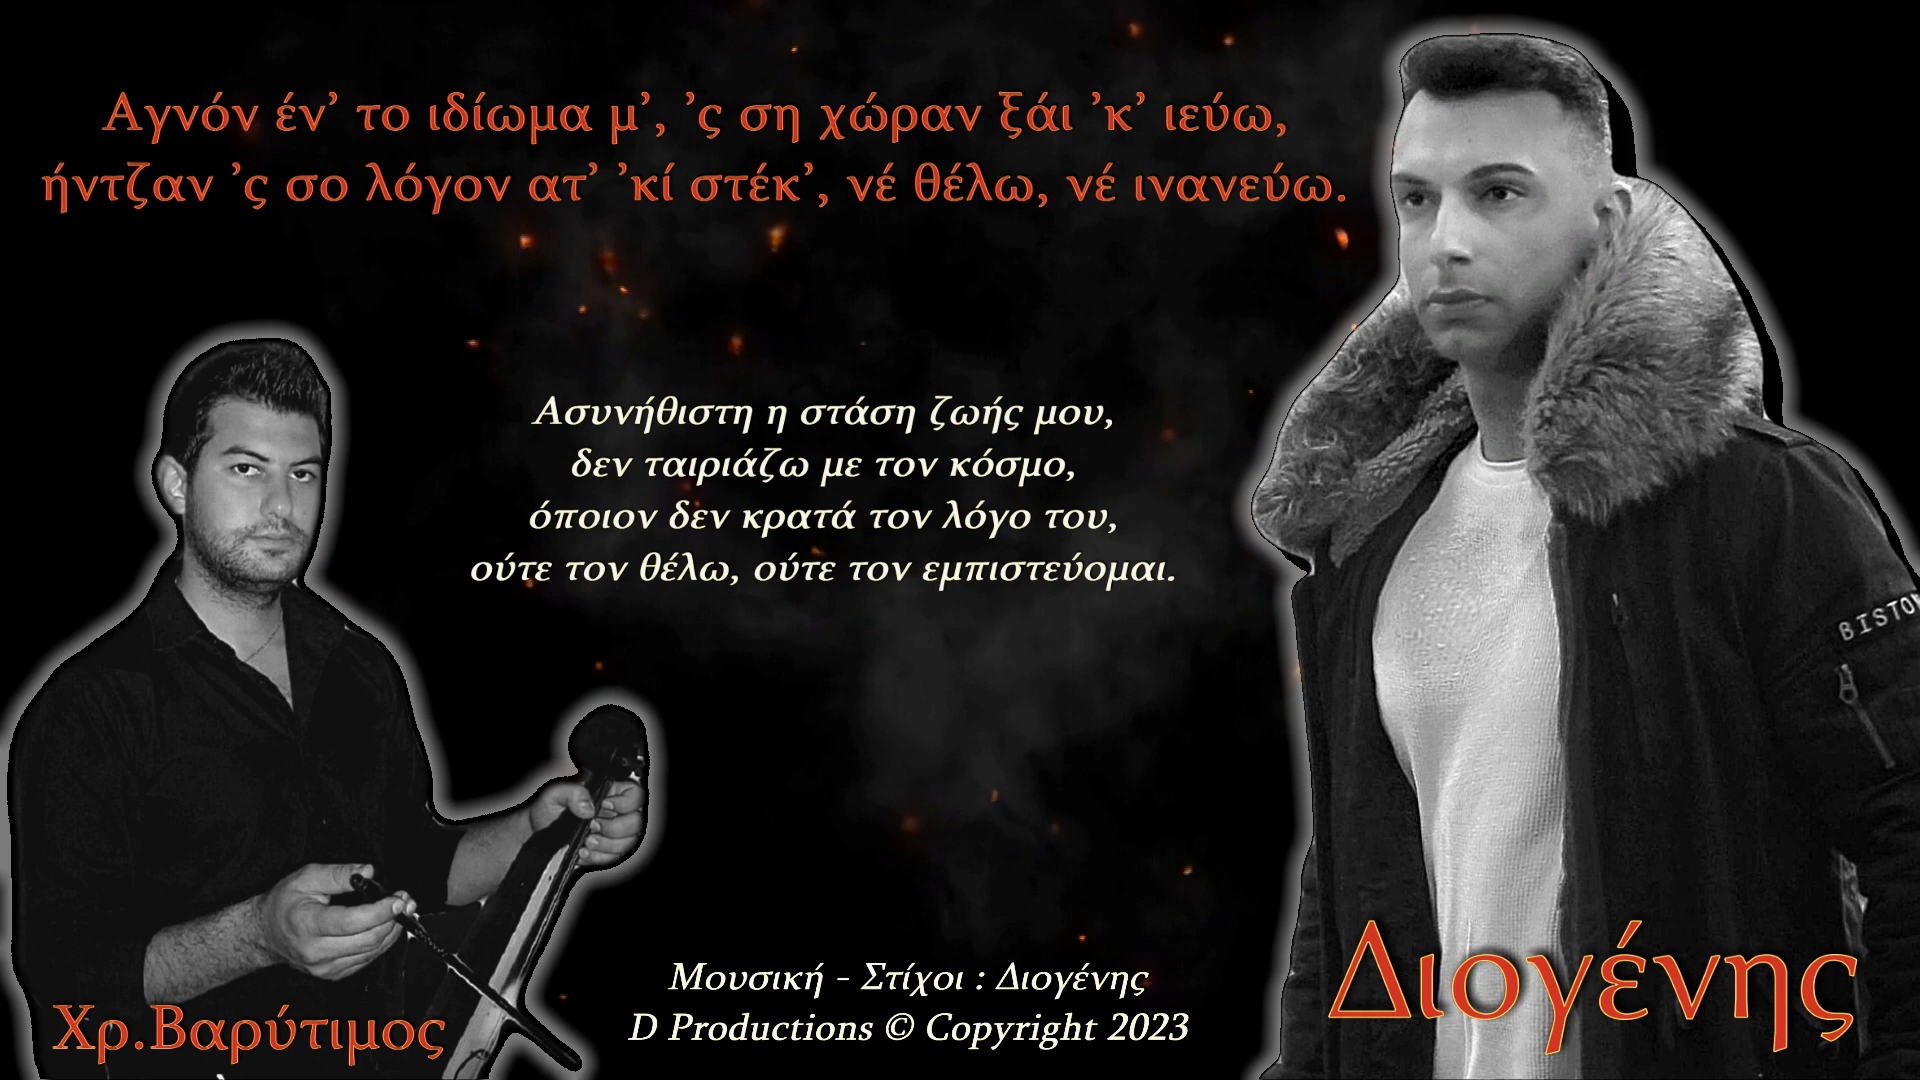 Αγνόν έν’ το ιδίωμα μ’, ’ς ση χώραν ξάι ’κ’ ιεύω,
ήντζαν ’ς σο λόγον ατ’ ’κί στέκ’, νέ θέλω, νέ ινανεύω.
Ασυνήθιστη η στάση ζωής μου,
δεν ταιριάζω με τον κόσμο,
όποιον δεν κρατά τον λόγο του,
ούτε τον θέλω, ούτε τον εμπιστεύομαι.
Μουσική - Στίχοι : Διογένης
D Productions © Copyright 2023
Χρ.Βαρύτιμος
Διογένης